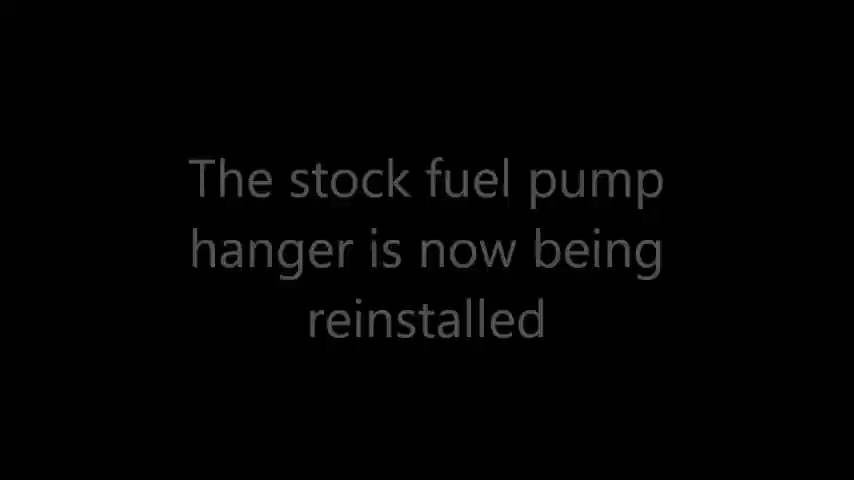 The stock fuel pump
hanger is now being
reinstalled